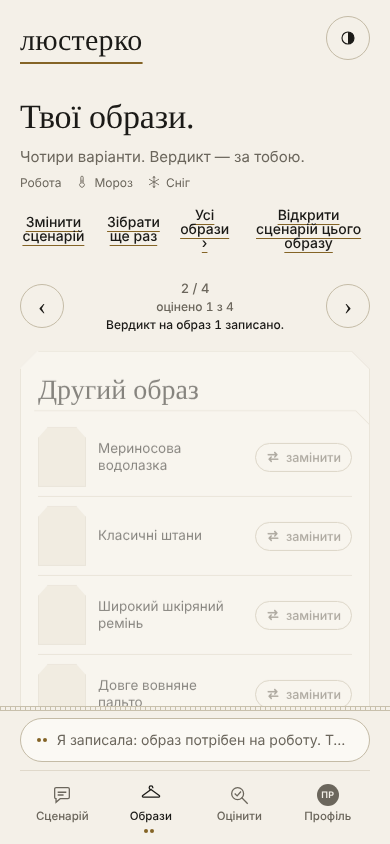 люстерко
Твої образи.
Чотири варіанти. Вердикт — за тобою.
Робота Мороз Сніг
Змінити
сценарій
Зібрати
ще раз
Усі
образи
›
Відкрити
сценарій цього
образу
‹
2 / 4
оцінено 1 з 4
Вердикт на образ 1 записано.
›
Другий образ
Мериносова
водолазка
замінити
Класичні штани
замінити
Широкий шкіряний
ремінь
замінити
Довге вовняне
пальто
замінити
Я записала: образ потрібен на роботу. Т...
Сценарій
Образи
Оцінити
ПР
Профіль